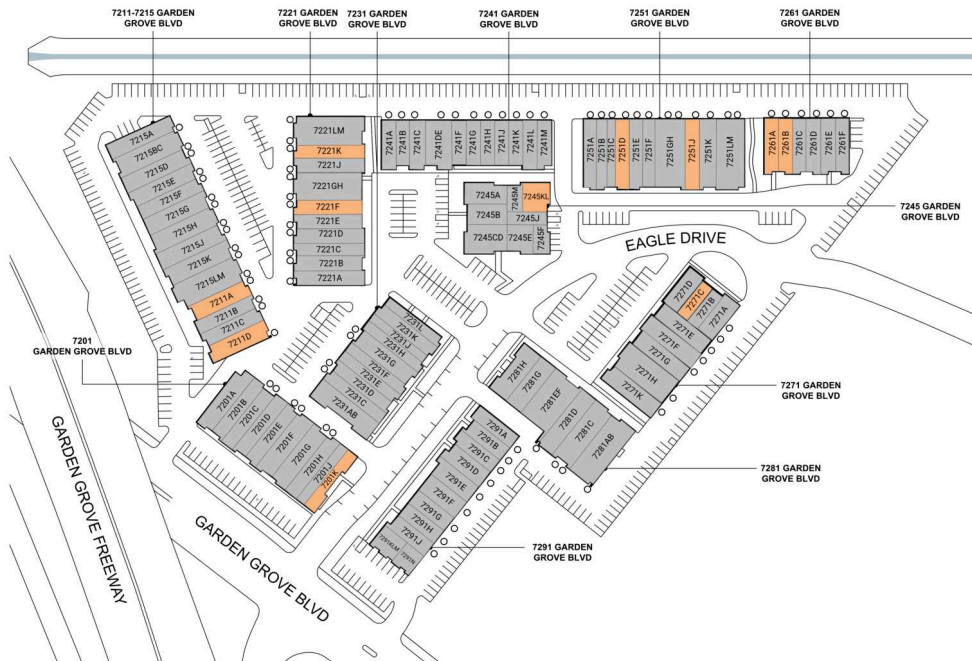 7211-7215 GARDEN
GROVE BLVD
7221 GARDEN
GROVE BLVD
7231 GARDEN
GROVE BLVD
7241 GARDEN
GROVE BLVD
7251 GARDEN
GROVE BLVD
7261 GARDEN
GROVE BLVD
7215A
7215BC
7215D
7215E
7215F
7215G
7215H
7215J
7215K
7215LM
7211A
7211B
7211C
7211D
7221LM
7221K
7221J
7221GH
7221F
7221E
7221D
7221C
7221B
7221A
7241A
7241B
7241C
7241DE
7241F
7241G
7241H
7241J
7241K
7241L
7241M
7251A
7251B
7251C
7251D
7251E
7251F
7251GH
7251J
7251K
7251LM
7261A
7261B
7261C
7261D
7261E
7261F
7245A
7245M
7245KL
7245B
7245J
7245CD
7245E
7245F
7245 GARDEN
GROVE BLVD
EAGLE DRIVE
7271D
7271C
7271B
7271A
7271E
7271F
7271G
7271H
7271K
7271 GARDEN
GROVE BLVD
7231L
7231K
7231J
7231H
7231G
7231F
7231E
7231D
7231C
7231AB
7201
GARDEN GROVE BLVD
7201A
7201B
7201C
7201D
7201E
7201F
7201G
7201H
7201J
7201K
7281H
7281G
7281EF
7281D
7281C
7281AB
7281 GARDEN
GROVE BLVD
7291A
7291B
7291C
7291D
7291E
7291F
7291G
7291H
7291J
7291KLM
7291N
7291 GARDEN
GROVE BLVD
GARDEN GROVE FREEWAY
GARDEN GROVE BLVD